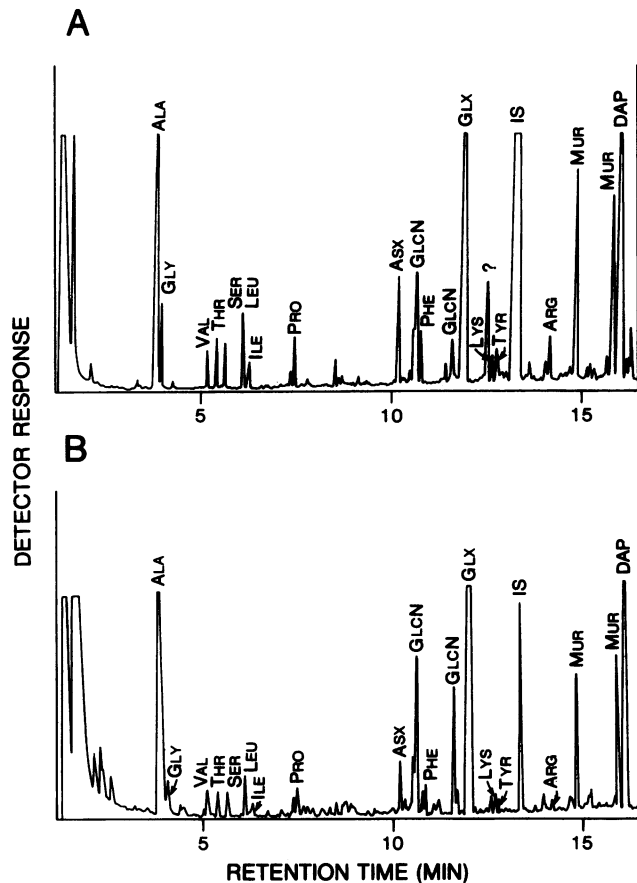 A
DETECTOR RESPONSE
ALA
GLY
VAL
THR
SER
LEU
ILE
PRO
ASX
GLCN
PHE
GLCN
GLX
LYS
?
TYR
IS
ARG
MUR
MUR
DAP
5
10
15
B
ALA
GLY
VAL
THR
SER
LEU
ILE
PRO
ASX
GLCN
PHE
GLCN
GLX
LYS
TYR
IS
ARG
MUR
MUR
DAP
5
10
15
RETENTION TIME (MIN)